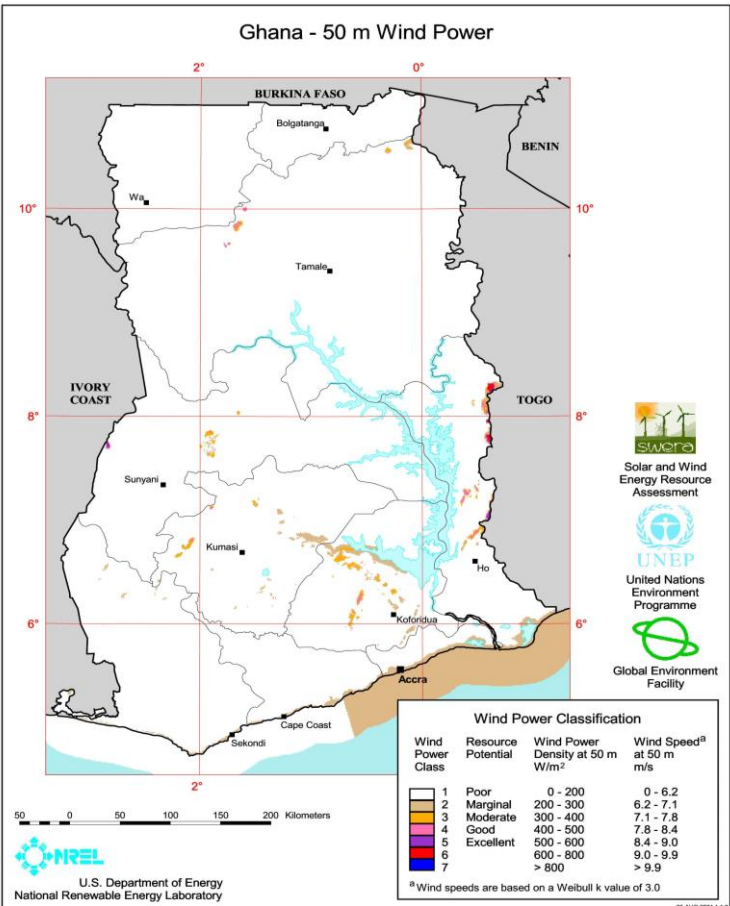 Ghana - 50 m Wind Power
2° 0°
BURKINA FASO
Bolgatanga
BENIN
Wa
10° 10°
Tamale
IVORY
COAST
TOGO
8° 8°
swera
Solar and Wind
Energy Resource
Assessment
Sunyani
Kumasi
Ho
UNEP
United Nations
Environment
Programme
Koforidua
6° 6°
Global Environment
Facility
Accra
Cape Coast
Sekondi
2°
Wind Power Classification
Wind Resource Wind Power Wind Speedᵃ
Power Potential Density at 50 m at 50 m
Class W/m² m/s
1 Poor 0 - 200 0 - 6.2
2 Marginal 200 - 300 6.2 - 7.1
3 Moderate 300 - 400 7.1 - 7.8
4 Good 400 - 500 7.8 - 8.4
5 Excellent 500 - 600 8.4 - 9.0
6 600 - 800 9.0 - 9.9
7 > 800 > 9.9
ᵃ Wind speeds are based on a Weibull k value of 3.0
50 0 50 100 150 200 Kilometers
NREL
U.S. Department of Energy
National Renewable Energy Laboratory